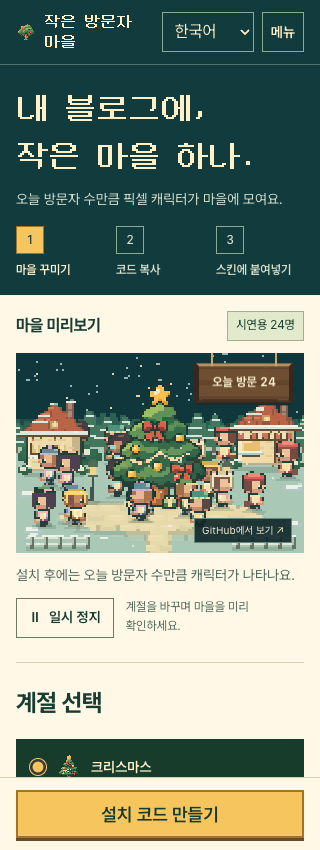 작은 방문자
마을
한국어
메뉴
내 블로그에,
작은 마을 하나.
오늘 방문자 수만큼 픽셀 캐릭터가 마을에 모여요.
1
2
3
마을 꾸미기
코드 복사
스킨에 붙여넣기
마을 미리보기
시연용 24명
오늘 방문 24
GitHub에서 보기 ↗
설치 후에는 오늘 방문자 수만큼 캐릭터가 나타나요.
일시 정지
계절을 바꾸며 마을을 미리
확인하세요.
계절 선택
크리스마스
설치 코드 만들기